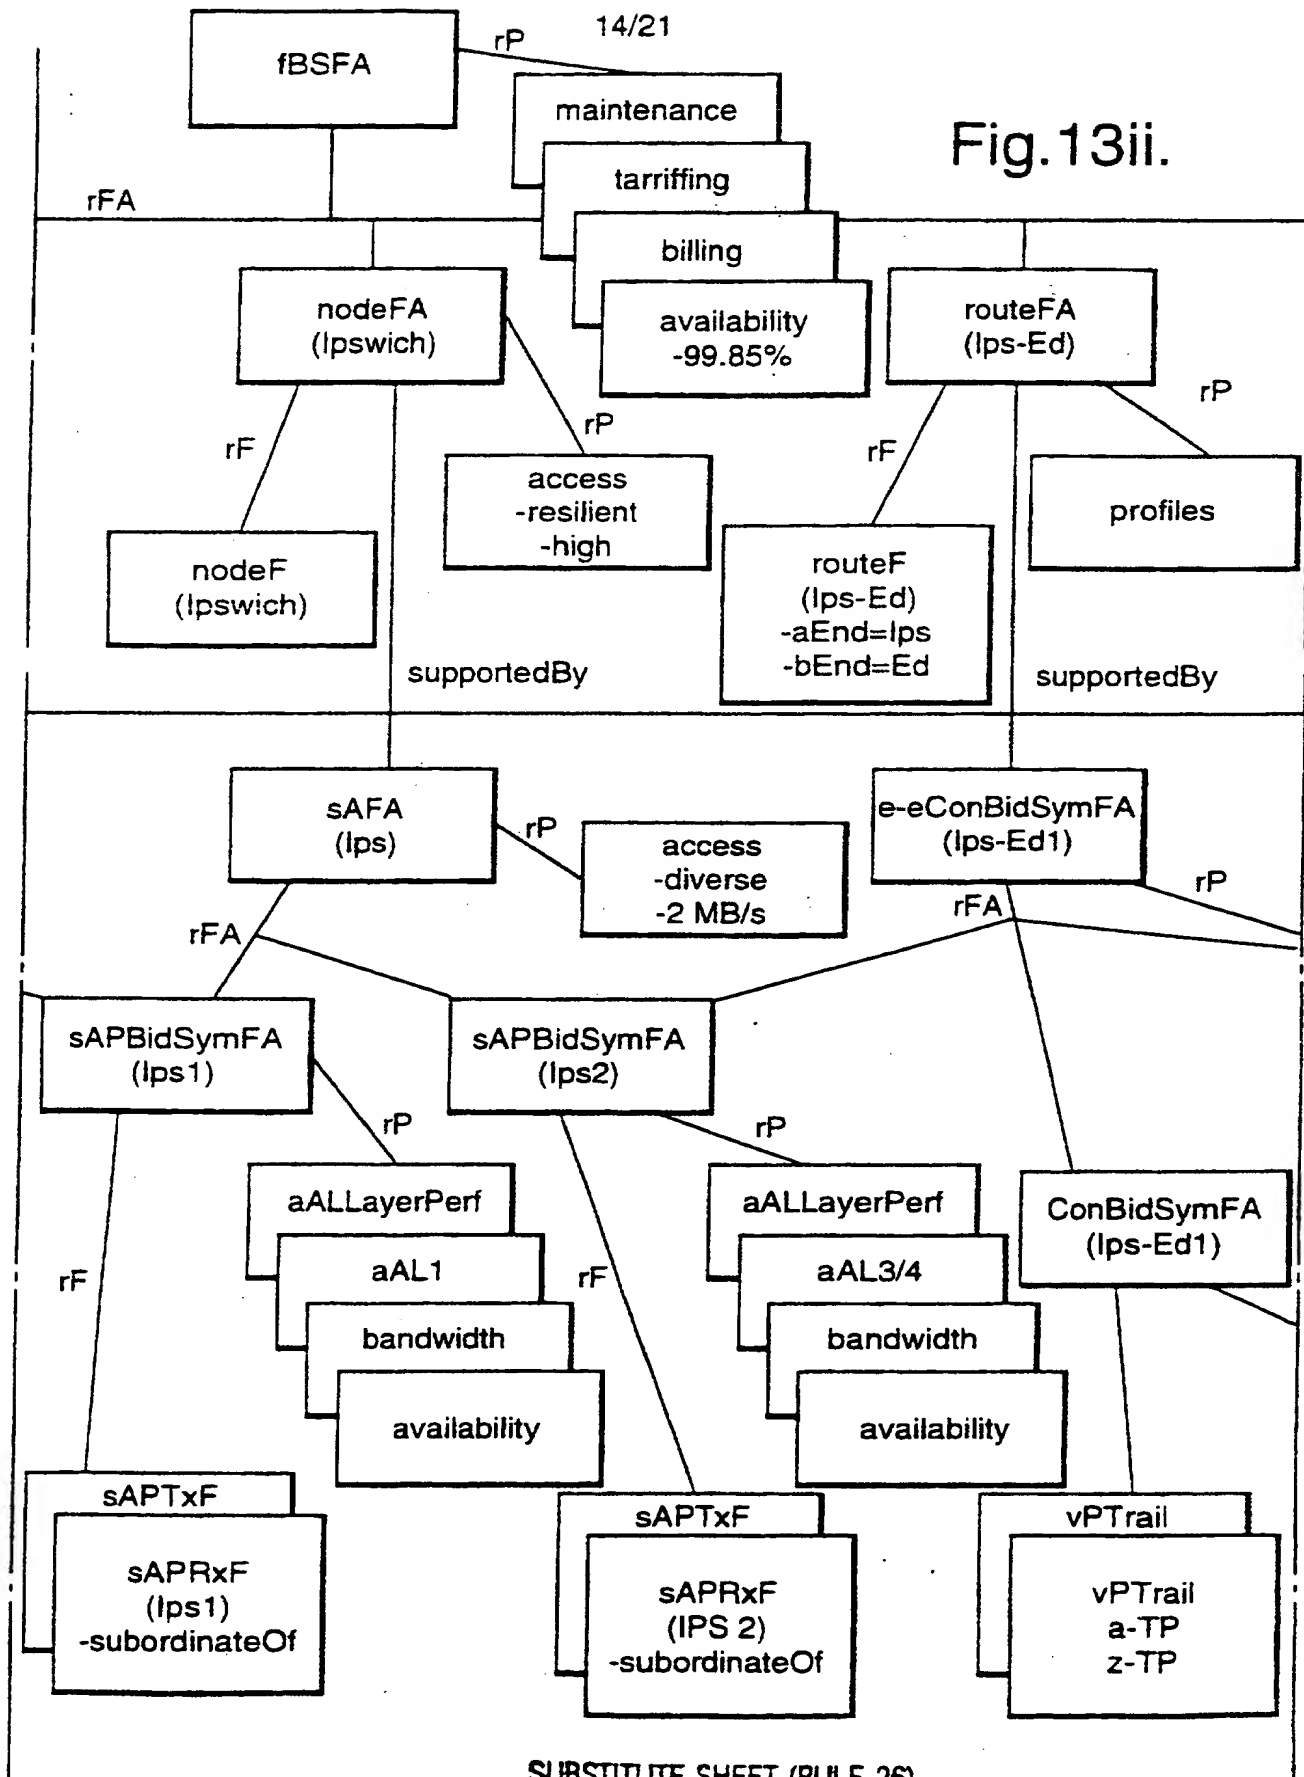 14/21
fBSFA
rP
maintenance
Fig.13ii.
tarriffing
rFA
billing
nodeFA
(Ipswich)
availability
-99.85%
routeFA
(Ips-Ed)
rP
rF
rP
rF
access
-resilient
-high
profiles
nodeF
(Ipswich)
routeF
(Ips-Ed)
-aEnd=Ips
-bEnd=Ed
supportedBy
supportedBy
sAFA
(Ips)
rP
access
-diverse
-2 MB/s
e-eConBidSymFA
(Ips-Ed1)
rP
rFA
rFA
sAPBidSymFA
(Ips1)
sAPBidSymFA
(Ips2)
rP
rP
aALLayerPerf
aALLayerPerf
ConBidSymFA
(Ips-Ed1)
rF
aAL1
rF
aAL3/4
bandwidth
bandwidth
availability
availability
sAPTxF
sAPRxF
(Ips1)
-subordinateOf
sAPTxF
sAPRxF
(IPS 2)
-subordinateOf
vPTrail
vPTrail
a-TP
z-TP
SUBSTITUTE SHEET (RULE 26)